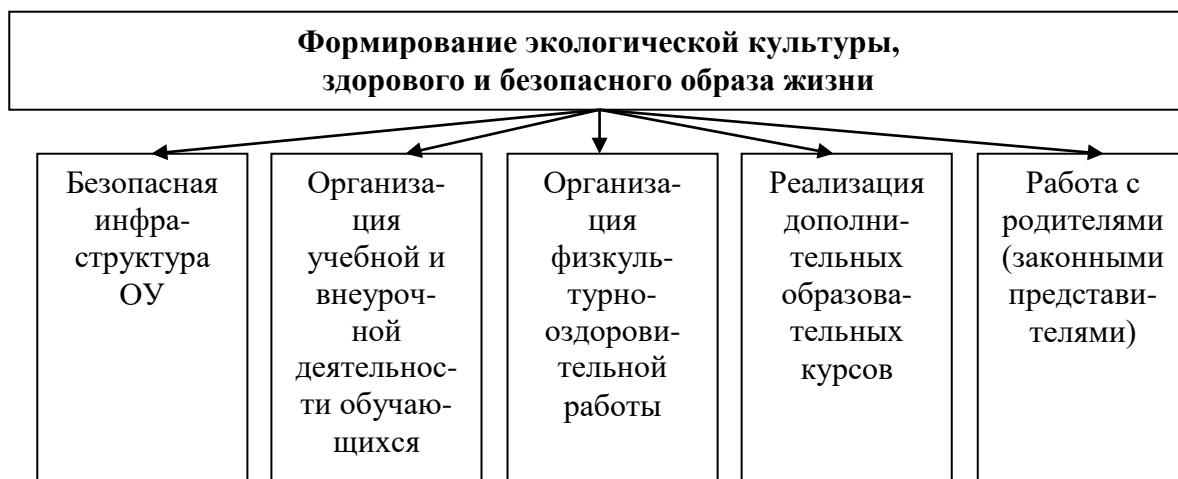 Формирование экологической культуры,
здорового и безопасного образа жизни
Безопасная
инфра-
структура
ОУ
Организа-
ция
учебной и
внеуроч-
ной
деятельнос-
ти обучаю-
щихся
Организа-
ция
физкуль-
турно-
оздорови-
тельной
работы
Реализация
дополни-
тельных
образова-
тельных
курсов
Работа с
родителями
(законными
представи-
телями)